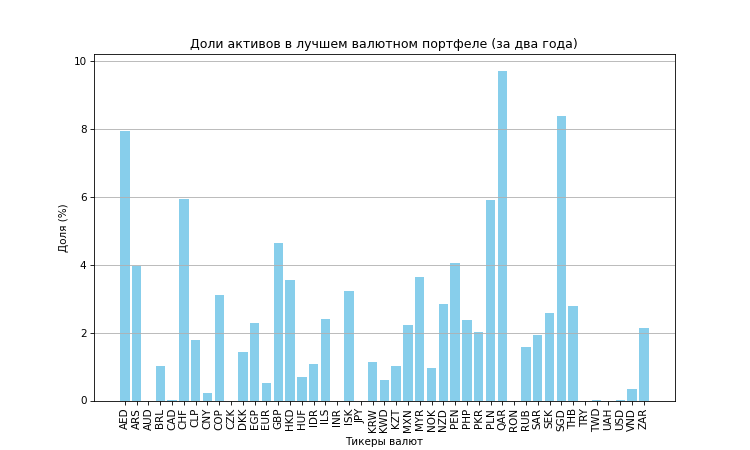 Доли активов в лучшем валютном портфеле (за два года)
Доля (%)
10
8
6
4
2
0
AED ARS AUD BRL CAD CHF CLP CNY COP CZK DKK EGP EUR GBP HKD HUF IDR ILS INR ISK JPY KRW KWD KZT MXN MYR NOK NZD PEN PHP PKR PLN QAR RON RUB SAR SEK SGD THB TRY TWD UAH USD VND ZAR
Тикеры валют